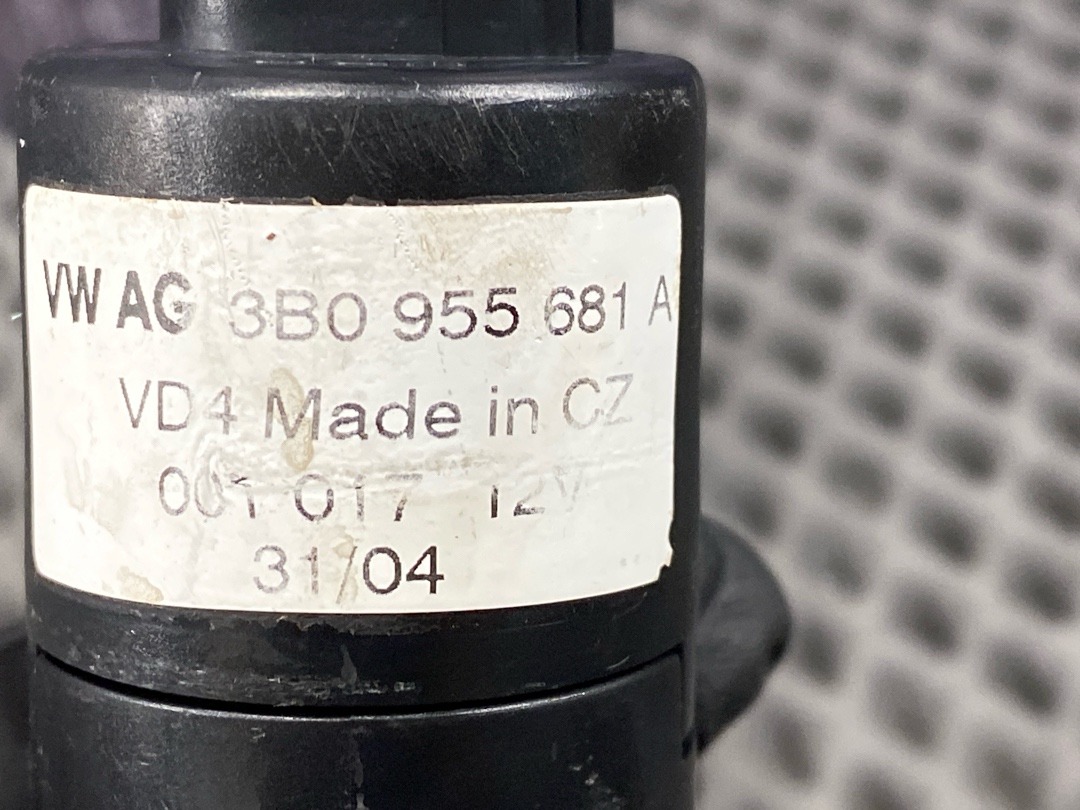 VW AG 3B0 955 681 A
VD4 Made in CZ
001 017 12V
31/04